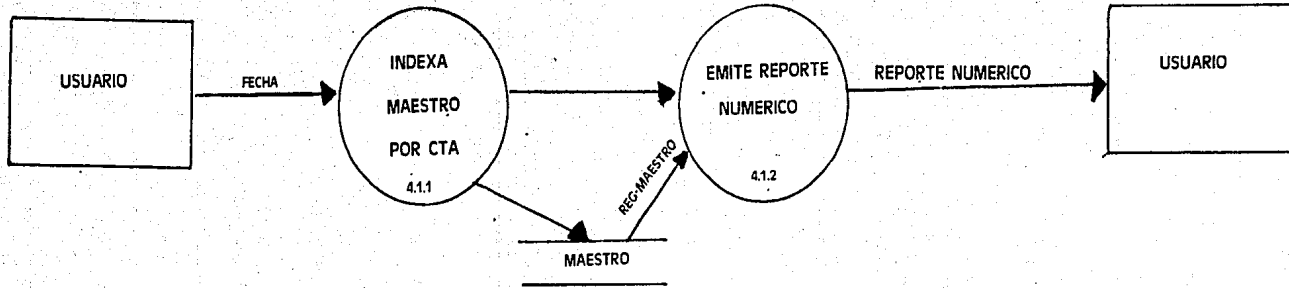 USUARIO
FECHA
INDEXA
MAESTRO
POR CTA
4.1.1
EMITE REPORTE
NUMERICO
4.1.2
REG-MAESTRO
MAESTRO
REPORTE NUMERICO
USUARIO